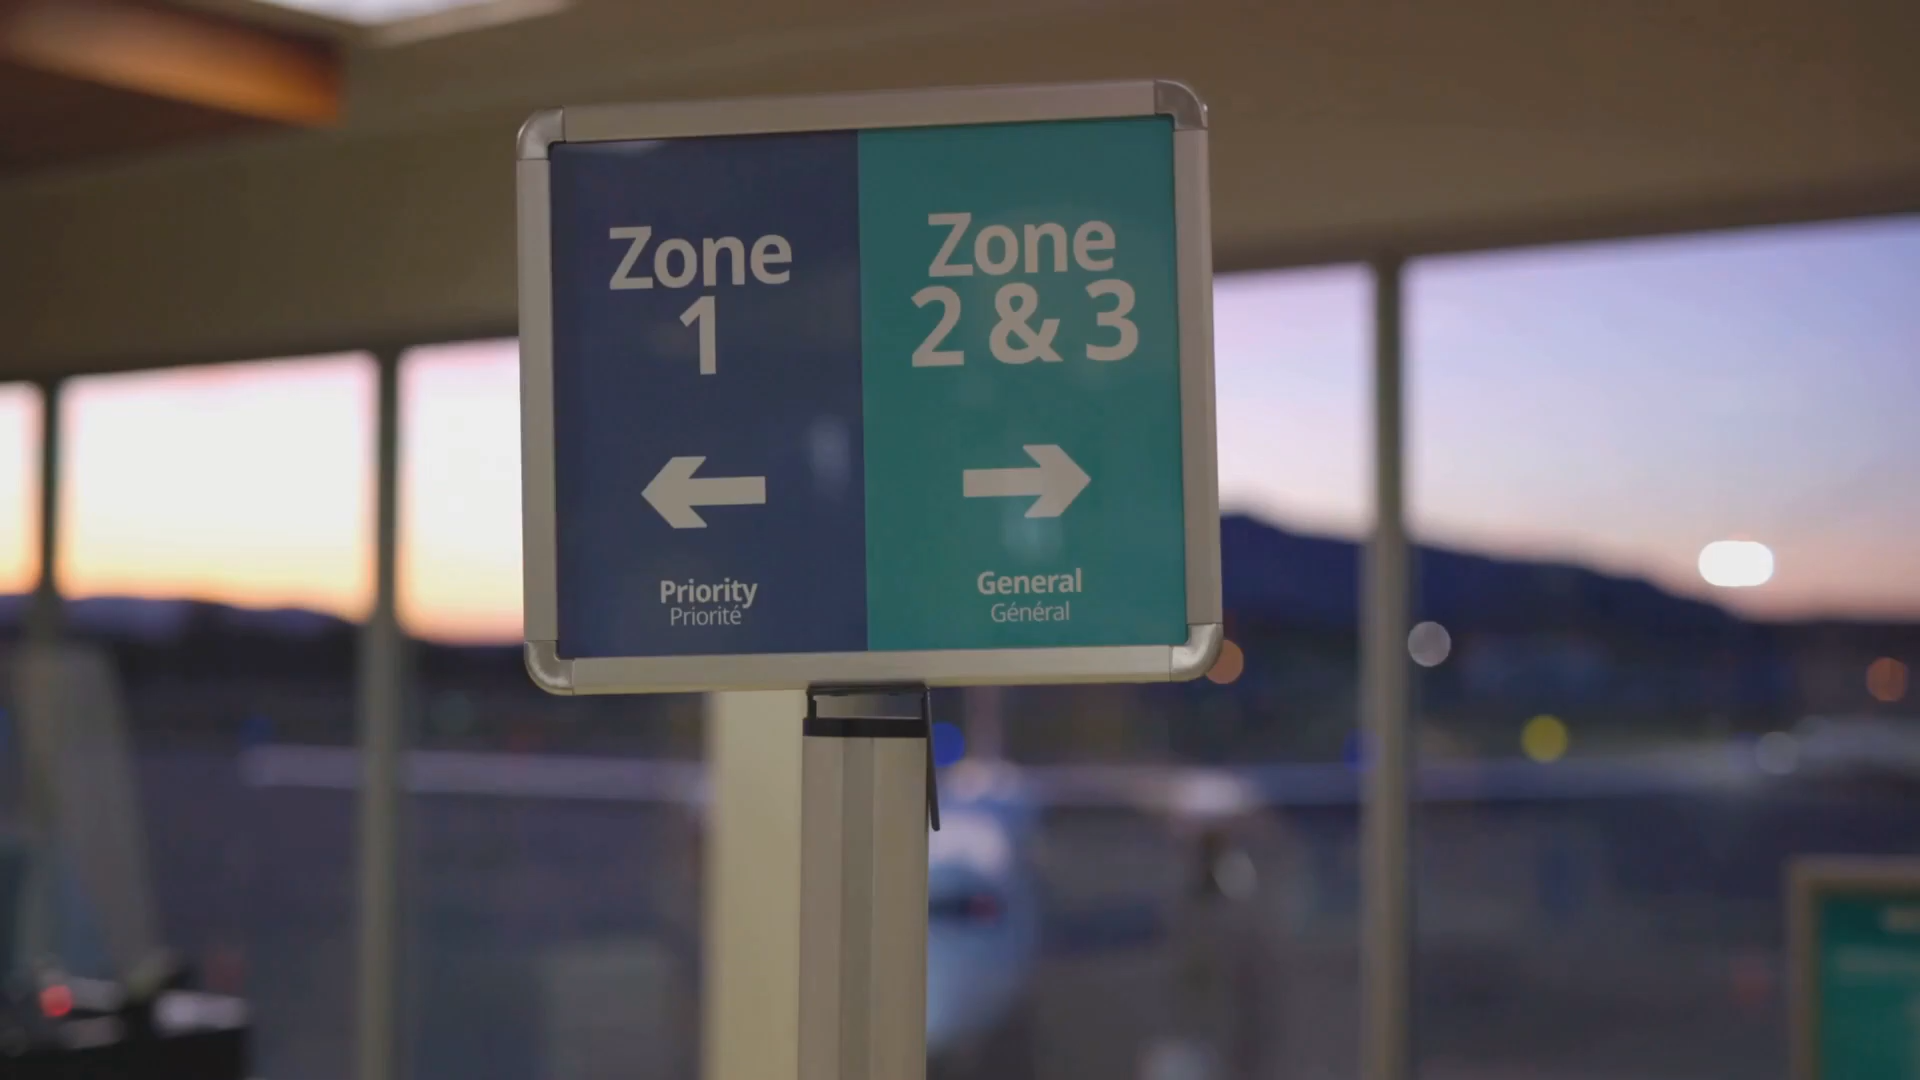 Zone
1
Priority
Priorité
Zone
2 & 3
General
Général